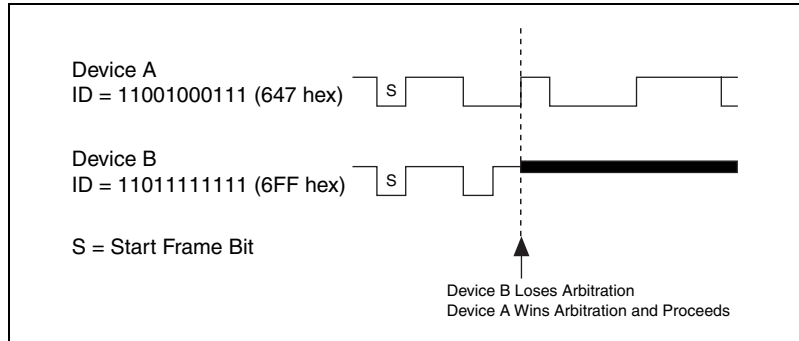 Device A
ID = 11001000111 (647 hex)
S
Device B
ID = 11011111111 (6FF hex)
S
S = Start Frame Bit
Device B Loses Arbitration
Device A Wins Arbitration and Proceeds